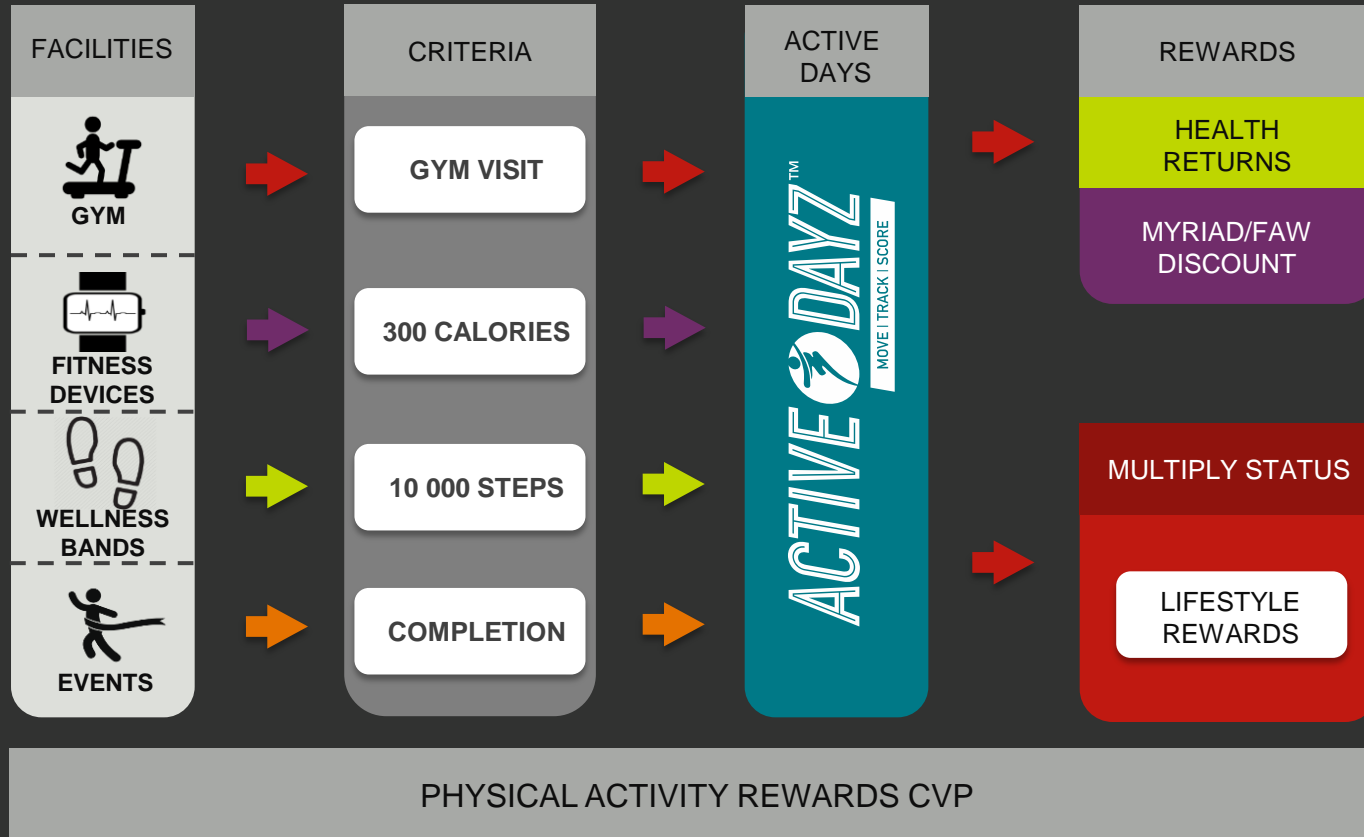 FACILITIES
GYM
FITNESS
DEVICES
WELLNESS
BANDS
EVENTS
CRITERIA
GYM VISIT
300 CALORIES
10 000 STEPS
COMPLETION
ACTIVE
DAYS
ACTIVE DAYZ™
MOVE I TRACK I SCORE
REWARDS
HEALTH
RETURNS
MYRIAD/FAW
DISCOUNT
MULTIPLY STATUS
LIFESTYLE
REWARDS
PHYSICAL ACTIVITY REWARDS CVP